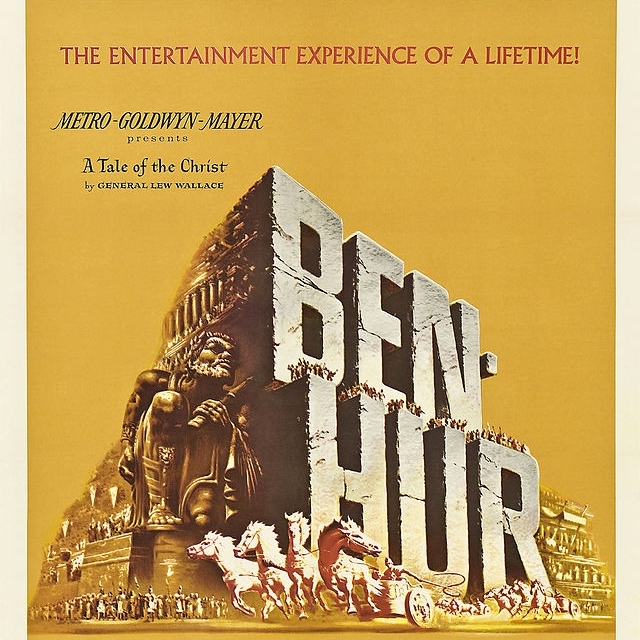 THE ENTERTAINMENT EXPERIENCE OF A LIFETIME!
METRO-GOLDWYN-MAYER
presents
A Tale of the Christ
by GENERAL LEW WALLACE
BEN-
HUR